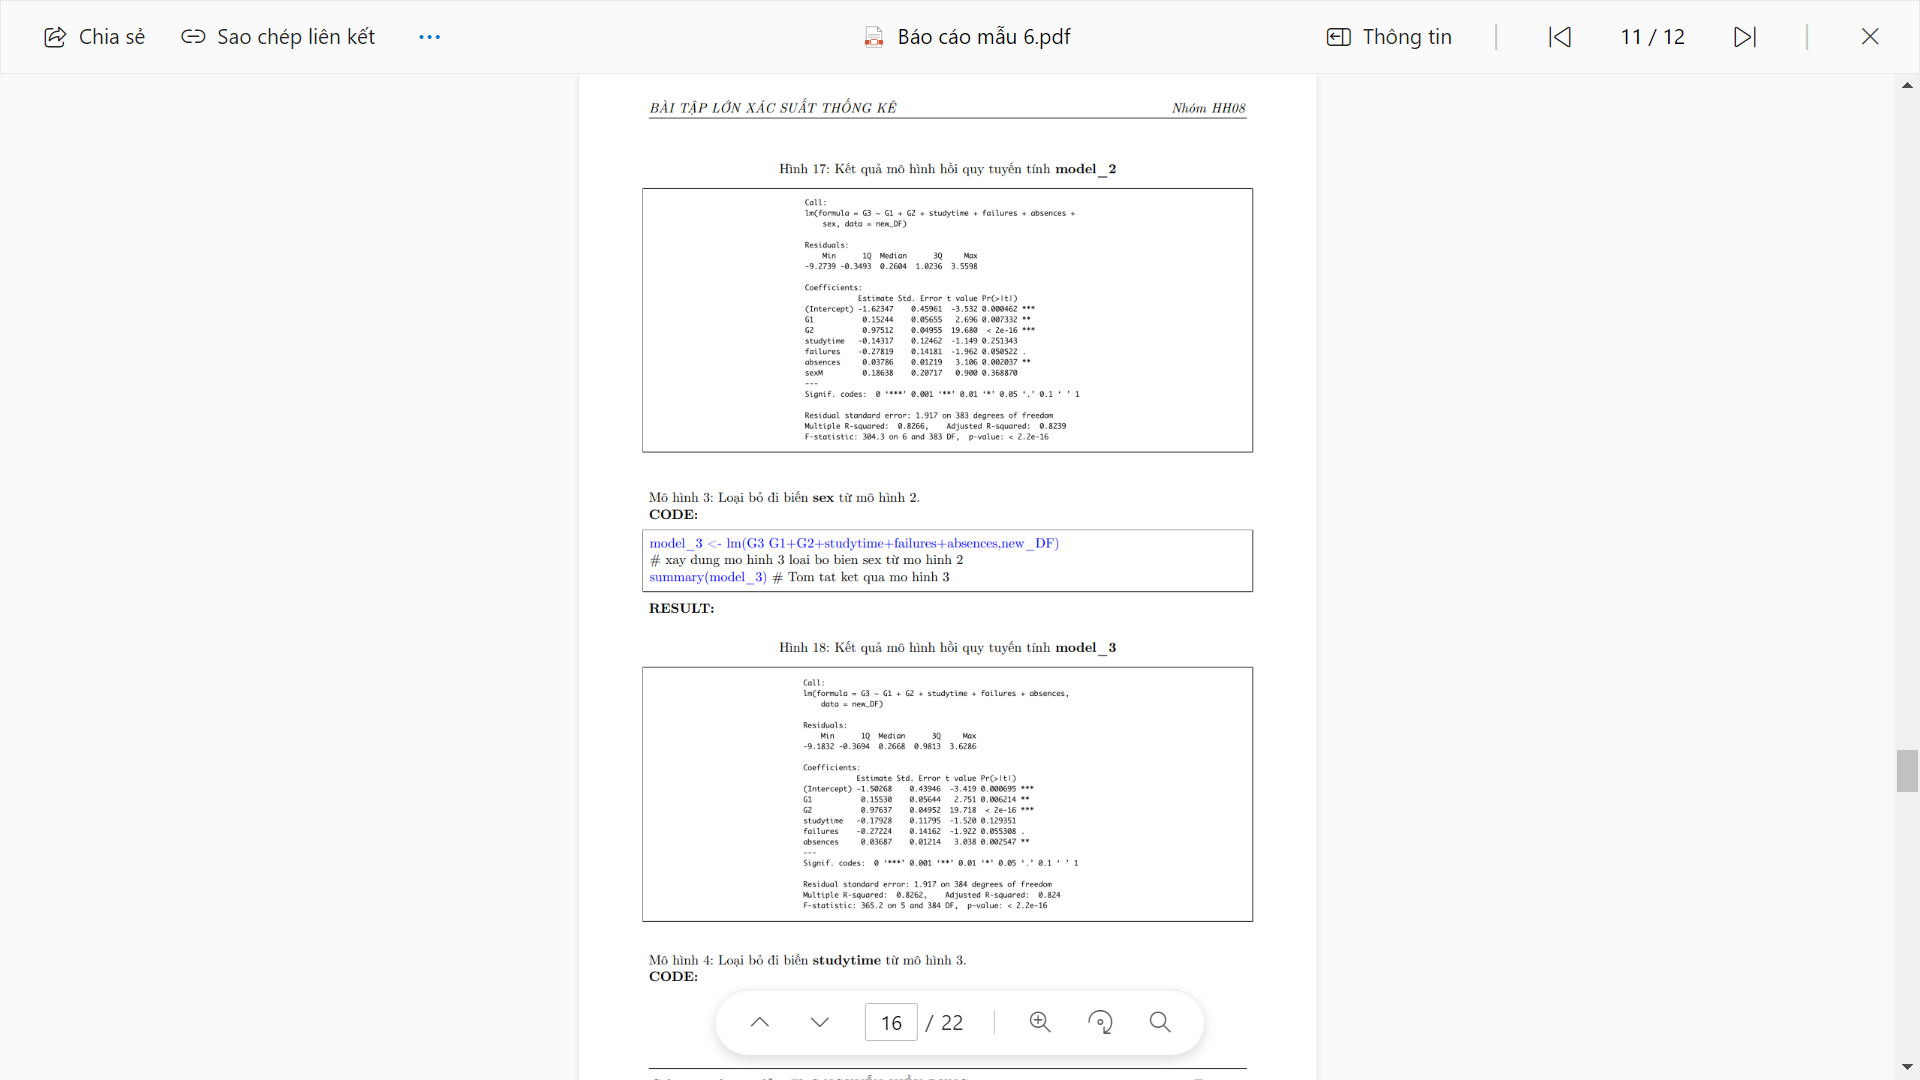 Chia sẻ Sao chép liên kết ... Báo cáo mẫu 6.pdf Thông tin 11 / 12
BÀI TẬP LỚN XÁC SUẤT THỐNG KÊ Nhóm HH08
Hình 17: Kết quả mô hình hồi quy tuyến tính model_2
Call:
lm(formula = G3 ~ G1 + G2 + studytime + failures + absences +
sex, data = new_DF)
Residuals:
Min 1Q Median 3Q Max
-9.2739 -0.3493 0.2604 1.0236 3.5598
Coefficients:
Estimate Std. Error t value Pr(>|t|)
(Intercept) -1.62347 0.45961 -3.532 0.000462 ***
G1 0.15244 0.05655 2.696 0.007332 **
G2 0.97512 0.04955 19.680 < 2e-16 ***
studytime -0.14317 0.12462 -1.149 0.251343
failures -0.27819 0.14181 -1.962 0.050522 .
absences 0.03786 0.01219 3.106 0.002037 **
sexM 0.18638 0.20717 0.900 0.368870
---
Signif. codes: 0 ‘***’ 0.001 ‘**’ 0.01 ‘*’ 0.05 ‘.’ 0.1 ‘ ’ 1
Residual standard error: 1.917 on 383 degrees of freedom
Multiple R-squared: 0.8266, Adjusted R-squared: 0.8239
F-statistic: 304.3 on 6 and 383 DF, p-value: < 2.2e-16
Mô hình 3: Loại bỏ đi biến sex từ mô hình 2.
CODE:
model_3 <- lm(G3 G1+G2+studytime+failures+absences,new_DF)
# xay dung mo hinh 3 loai bo bien sex từ mo hinh 2
summary(model_3) # Tom tat ket qua mo hinh 3
RESULT:
Hình 18: Kết quả mô hình hồi quy tuyến tính model_3
Call:
lm(formula = G3 ~ G1 + G2 + studytime + failures + absences,
data = new_DF)
Residuals:
Min 1Q Median 3Q Max
-9.1832 -0.3694 0.2668 0.9813 3.6286
Coefficients:
Estimate Std. Error t value Pr(>|t|)
(Intercept) -1.50268 0.43946 -3.419 0.000695 ***
G1 0.15530 0.05644 2.751 0.006214 **
G2 0.97637 0.04952 19.718 < 2e-16 ***
studytime -0.17928 0.11795 -1.520 0.129351
failures -0.27224 0.14162 -1.922 0.055308 .
absences 0.03687 0.01214 3.038 0.002547 **
---
Signif. codes: 0 ‘***’ 0.001 ‘**’ 0.01 ‘*’ 0.05 ‘.’ 0.1 ‘ ’ 1
Residual standard error: 1.917 on 384 degrees of freedom
Multiple R-squared: 0.8262, Adjusted R-squared: 0.824
F-statistic: 365.2 on 5 and 384 DF, p-value: < 2.2e-16
Mô hình 4: Loại bỏ đi biến studytime từ mô hình 3.
CODE:
16 / 22